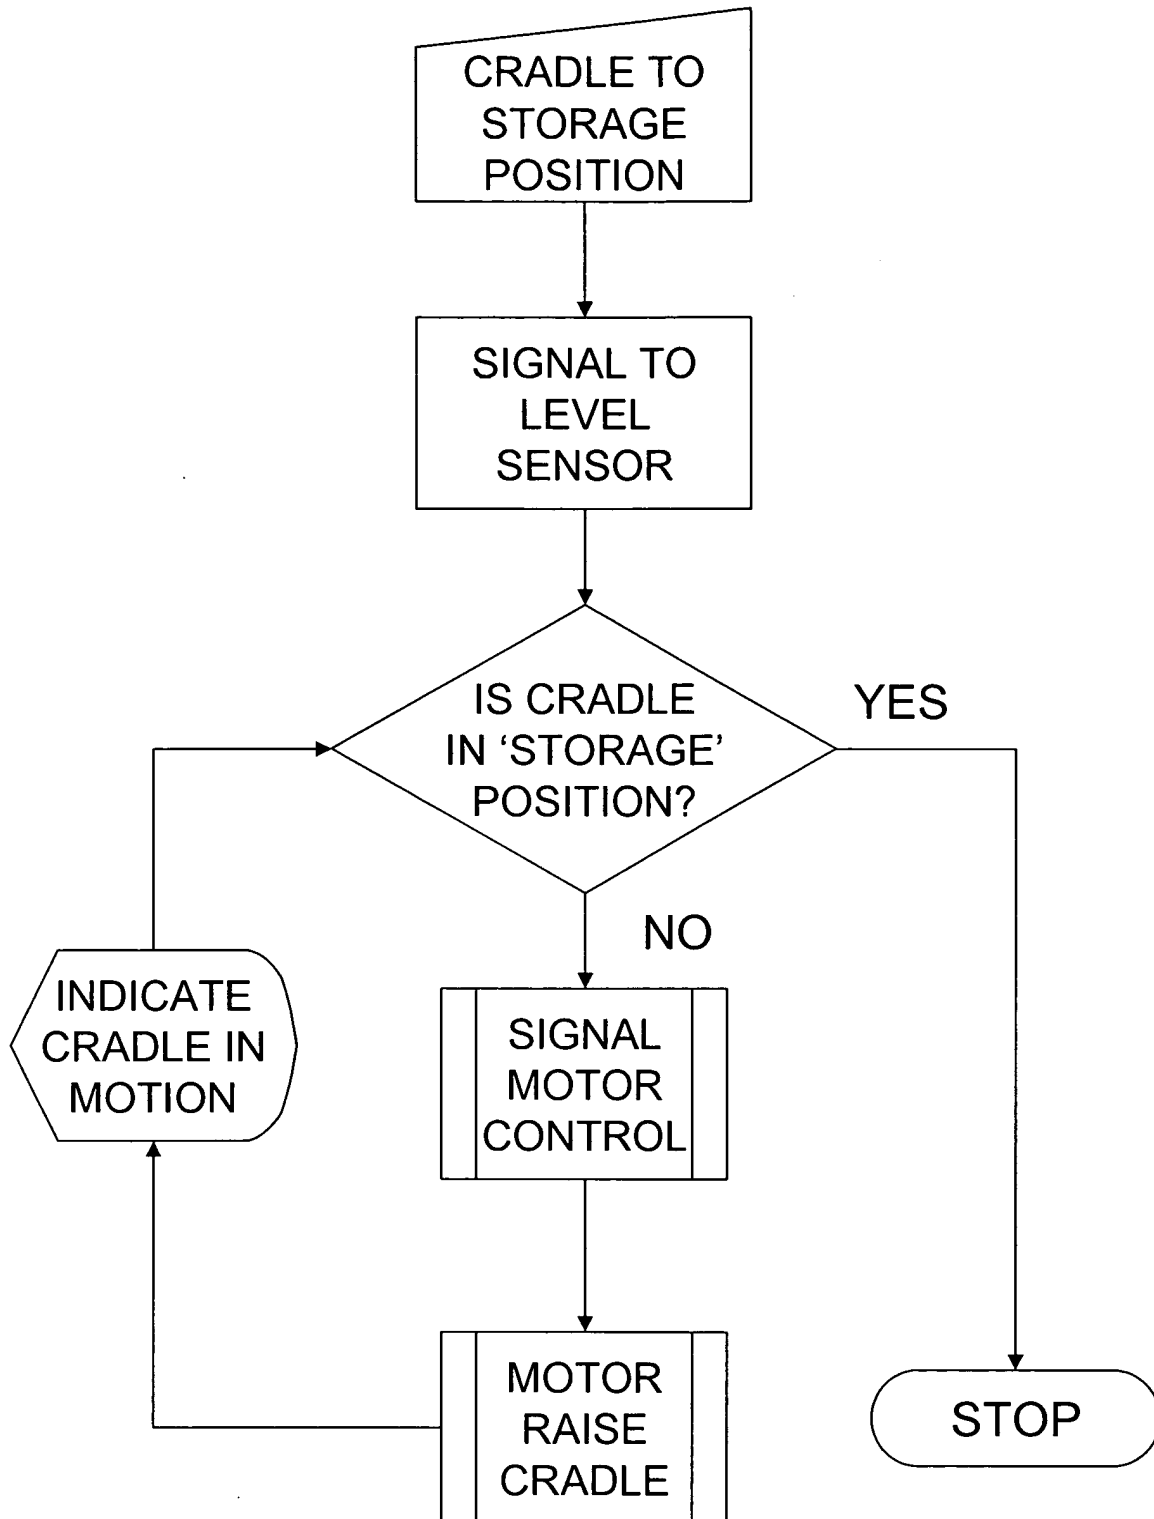 CRADLE TO
STORAGE
POSITION
SIGNAL TO
LEVEL
SENSOR
IS CRADLE
IN ‘STORAGE’
POSITION?
YES
NO
INDICATE
CRADLE IN
MOTION
SIGNAL
MOTOR
CONTROL
MOTOR
RAISE
CRADLE
STOP